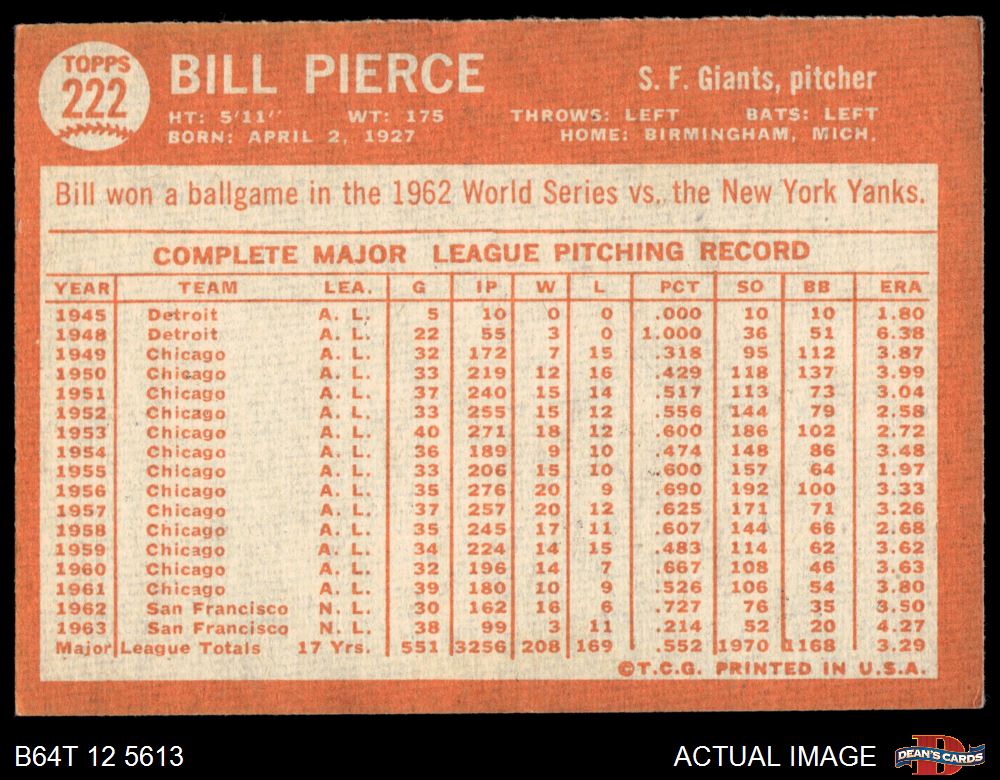 TOPPS
222
BILL PIERCE
S. F. Giants, pitcher
HT: 5'11" WT: 175 THROWS: LEFT BATS: LEFT
BORN: APRIL 2, 1927 HOME: BIRMINGHAM, MICH.
Bill won a ballgame in the 1962 World Series vs. the New York Yanks.
COMPLETE MAJOR LEAGUE PITCHING RECORD
YEAR TEAM LEA. G IP W L PCT SO BB ERA
1945 Detroit A. L. 5 10 0 0 .000 10 10 1.80
1948 Detroit A. L. 22 55 3 0 1.000 36 51 6.38
1949 Chicago A. L. 32 172 7 15 .318 95 112 3.87
1950 Chicago A. L. 33 219 12 16 .429 118 137 3.99
1951 Chicago A. L. 37 240 15 14 .517 113 73 3.04
1952 Chicago A. L. 33 255 15 12 .556 144 79 2.58
1953 Chicago A. L. 40 271 18 12 .600 186 102 2.72
1954 Chicago A. L. 36 189 9 10 .474 148 86 3.48
1955 Chicago A. L. 33 206 15 10 .600 157 64 1.97
1956 Chicago A. L. 35 276 20 9 .690 192 100 3.33
1957 Chicago A. L. 37 257 20 12 .625 171 71 3.26
1958 Chicago A. L. 35 245 17 11 .607 144 66 2.68
1959 Chicago A. L. 34 224 14 15 .483 114 62 3.62
1960 Chicago A. L. 32 196 14 7 .667 108 46 3.63
1961 Chicago A. L. 39 180 10 9 .526 106 54 3.80
1962 San Francisco N. L. 30 162 16 6 .727 76 35 3.50
1963 San Francisco N. L. 38 99 3 11 .214 52 20 4.27
Major League Totals 17 Yrs. 551 3256 208 169 .552 1970 1168 3.29
©T.C.G. PRINTED IN U.S.A.
B64T 12 5613
ACTUAL IMAGE
DEAN'S CARDS